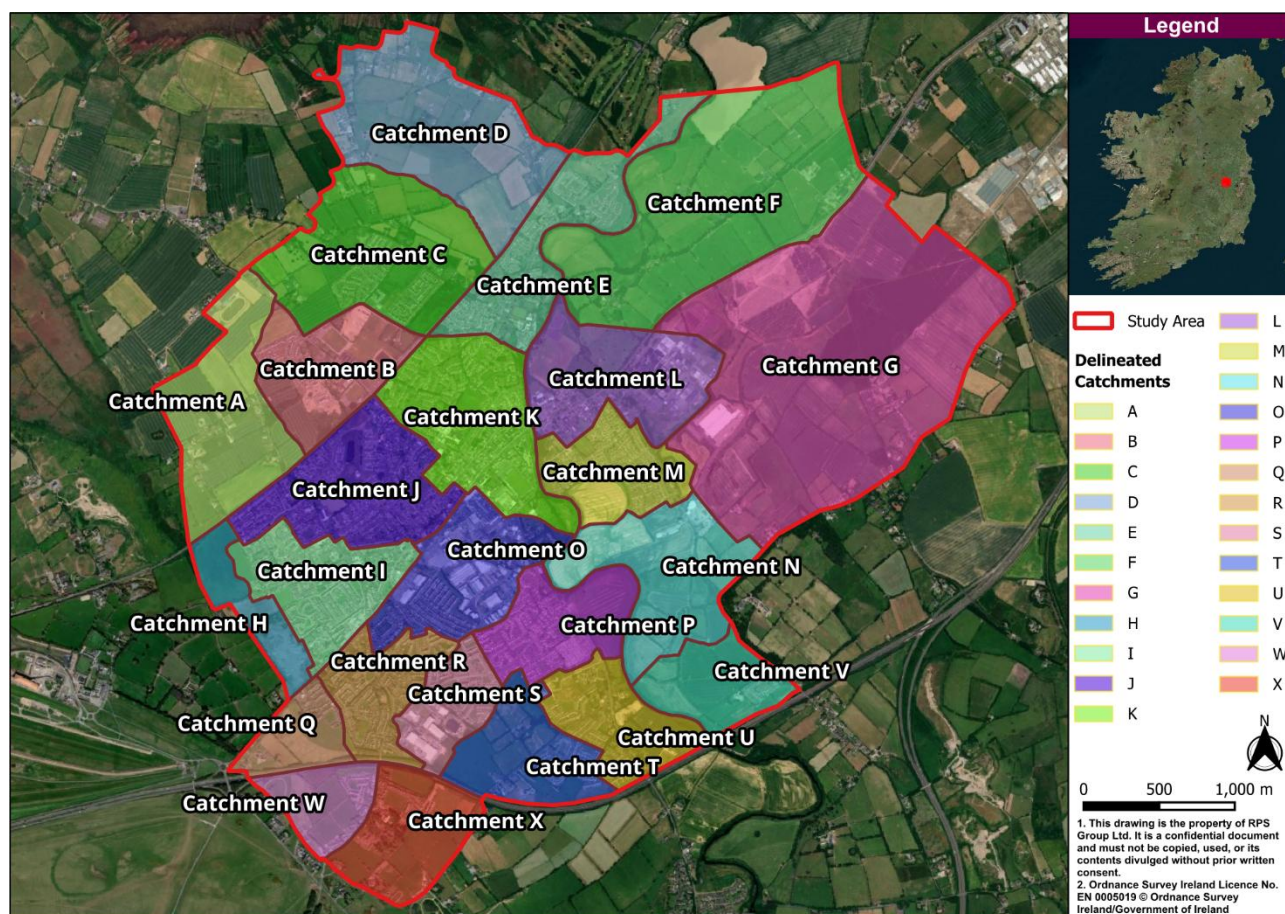 Legend
Catchment D
Catchment F
Catchment C
Catchment E
Catchment B
Catchment L
Catchment G
Catchment A
Catchment K
Catchment M
Catchment J
Catchment O
Catchment N
Catchment I
Catchment H
Catchment P
Catchment R
Catchment V
Catchment S
Catchment Q
Catchment U
Catchment T
Catchment W
Catchment X
Study Area
Delineated
Catchments
A
B
C
D
E
F
G
H
I
J
K
L
M
N
O
P
Q
R
S
T
U
V
W
X
N
0 500 1,000 m
1. This drawing is the property of RPS
Group Ltd. It is a confidential document
and must not be copied, used, or its
contents divulged without prior written
consent.
2. Ordnance Survey Ireland Licence No.
EN 0005019 © Ordnance Survey
Ireland/Government of Ireland